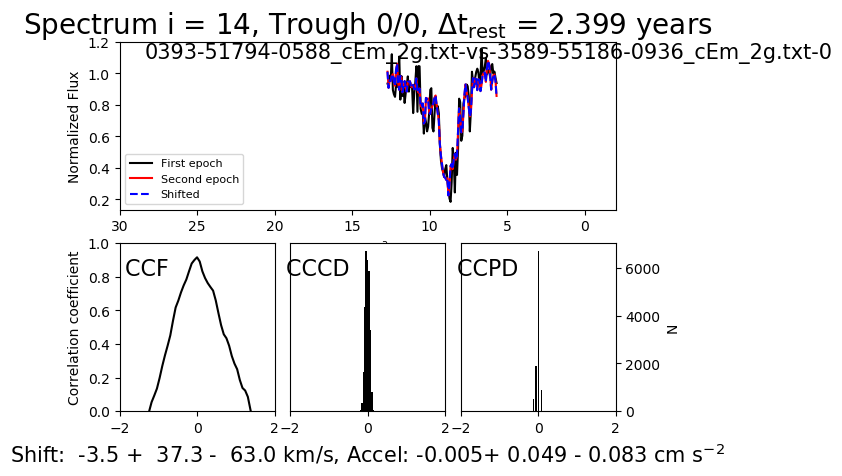 Spectrum i = 14, Trough 0/0, Δt_rest = 2.399 years
0393-51794-0588_cEm_2g.txt-vs-3589-55186-0936_cEm_2g.txt-0
Normalized Flux
1.2
1.0
0.8
0.6
0.4
0.2
First epoch
Second epoch
Shifted
30 25 20 15 10 5 0
Correlation coefficient
1.0
0.8
0.6
0.4
0.2
0.0
CCF
CCCD
CCPD
6000
4000
2000
0
N
−2 0 2
−2 0 2
−2 0 2
Shift: -3.5 + 37.3 - 63.0 km/s, Accel: -0.005+ 0.049 - 0.083 cm s⁻²